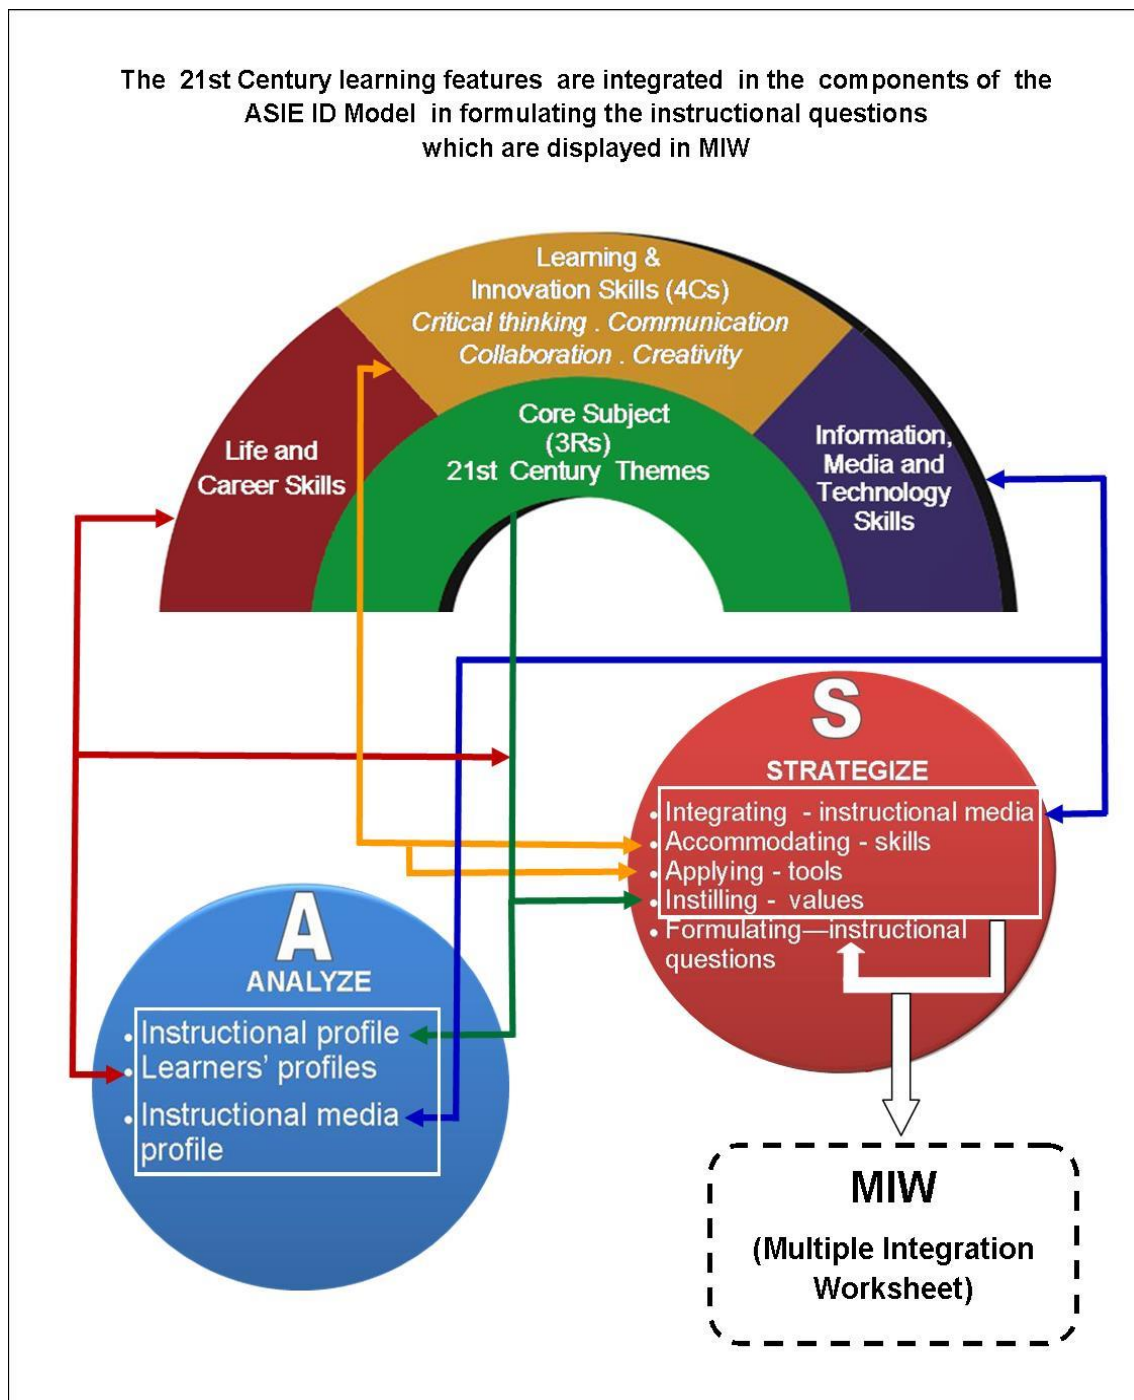 The 21st Century learning features are integrated in the components of the
ASIE ID Model in formulating the instructional questions
which are displayed in MIW
Learning &
Innovation Skills (4Cs)
Critical thinking . Communication
Collaboration . Creativity
Core Subject
(3Rs)
21st Century Themes
Life and
Career Skills
Information,
Media and
Technology
Skills
S
STRATEGIZE
• Integrating - instructional media
• Accommodating - skills
• Applying - tools
• Instilling - values
• Formulating—instructional
questions
A
ANALYZE
• Instructional profile
• Learners’ profiles
• Instructional media
profile
MIW
(Multiple Integration
Worksheet)